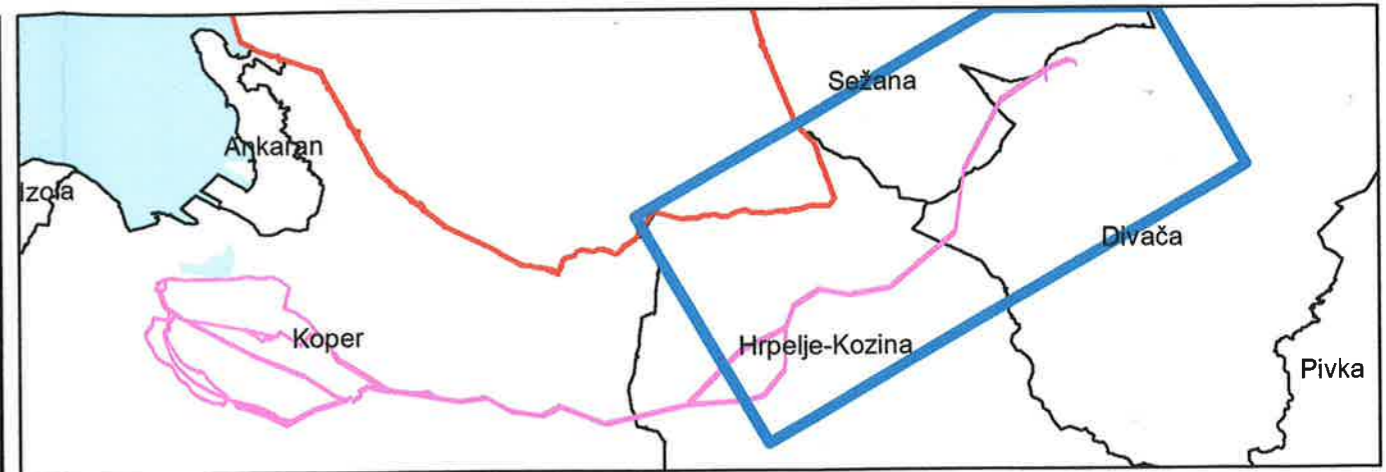 Sežana
Ankaran
Izola
Divača
Koper
Hrpelje-Kozina
Pivka